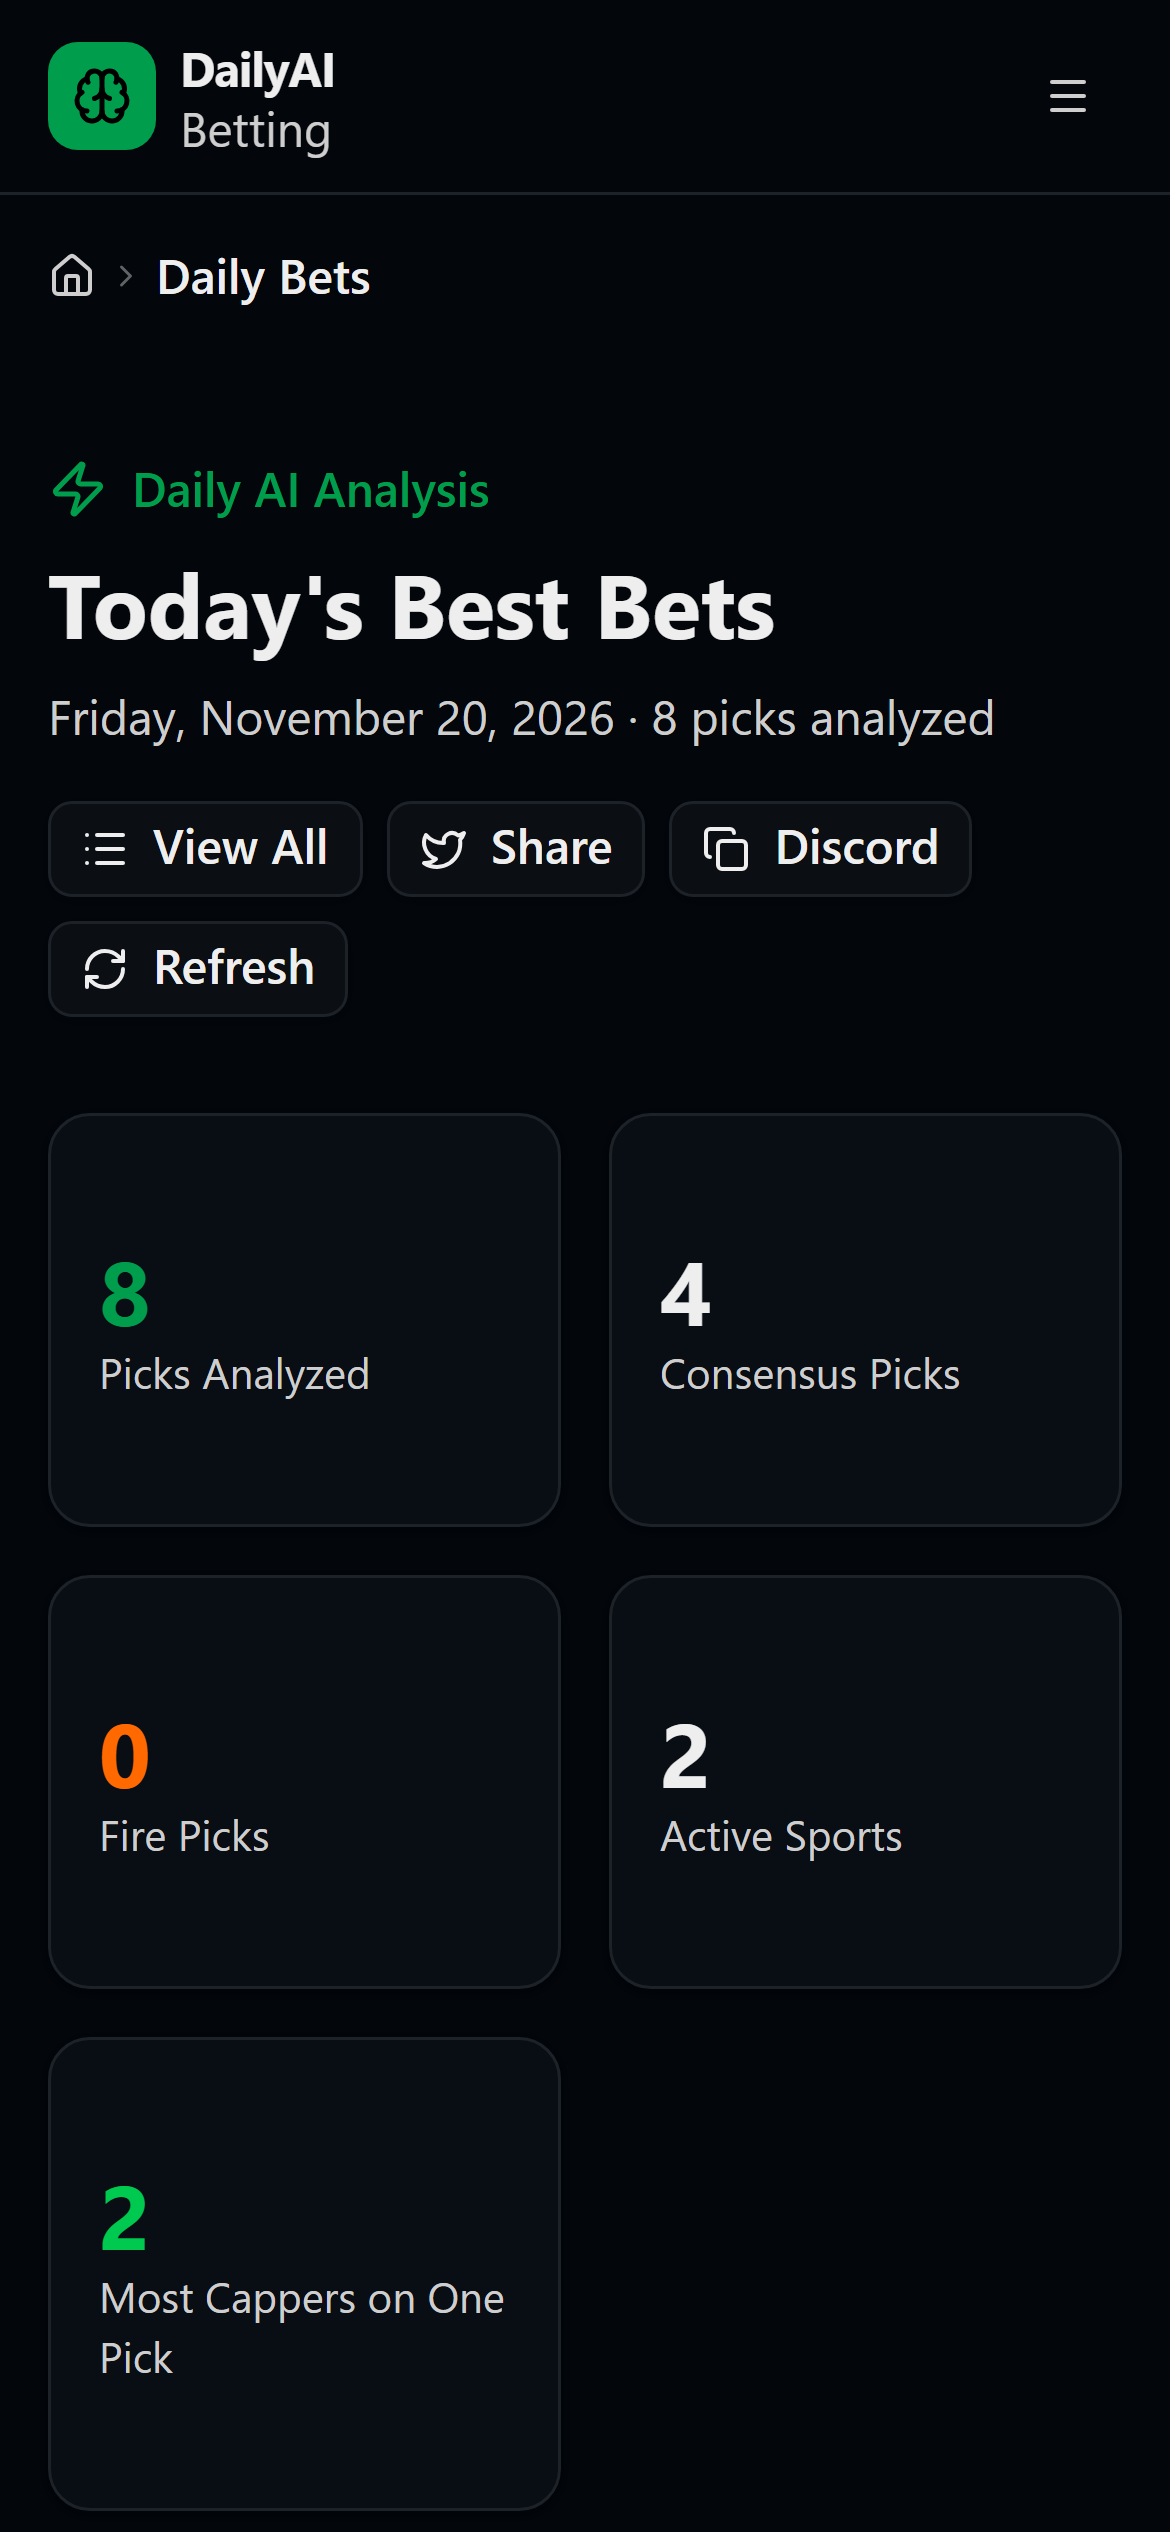 DailyAI
Betting
Daily Bets
Daily AI Analysis
Today's Best Bets
Friday, November 20, 2026 · 8 picks analyzed
View All
Share
Discord
Refresh
8
Picks Analyzed
4
Consensus Picks
0
Fire Picks
2
Active Sports
2
Most Cappers on One
Pick